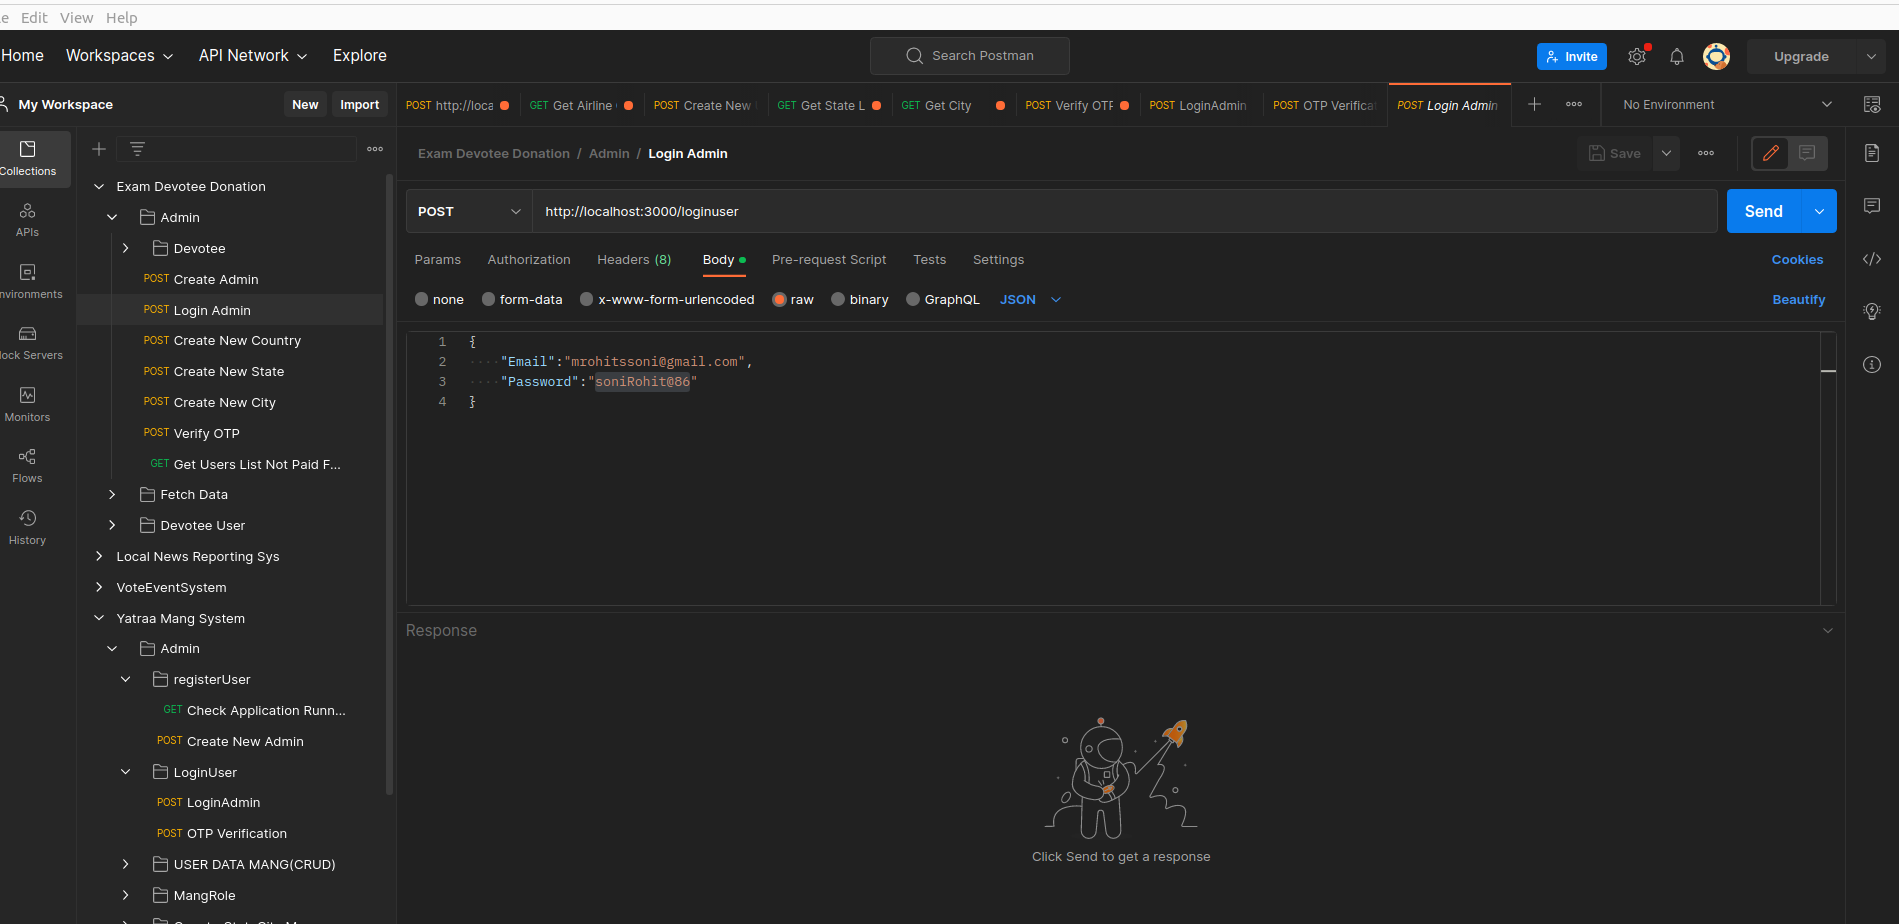 e Edit View Help
Home Workspaces API Network Explore Search Postman Invite Upgrade
My Workspace New Import POST http://loca GET Get Airline POST Create New GET Get State L GET Get City POST Verify OTP POST LoginAdmin POST OTP Verifica POST Login Admin No Environment
Collections
APIs
nvironments
lock Servers
Monitors
Flows
History
Exam Devotee Donation
Admin
Devotee
POST Create Admin
POST Login Admin
POST Create New Country
POST Create New State
POST Create New City
POST Verify OTP
GET Get Users List Not Paid F...
Fetch Data
Devotee User
Local News Reporting Sys
VoteEventSystem
Yatraa Mang System
Admin
registerUser
GET Check Application Runn...
POST Create New Admin
LoginUser
POST LoginAdmin
POST OTP Verification
USER DATA MANG(CRUD)
MangRole
Exam Devotee Donation / Admin / Login Admin Save
POST http://localhost:3000/loginuser Send
Params Authorization Headers (8) Body Pre-request Script Tests Settings Cookies
none form-data x-www-form-urlencoded raw binary GraphQL JSON Beautify
1 {
2 "Email":"mrohitssoni@gmail.com",
3 "Password":"soniRohit@86"
4 }
Response
Click Send to get a response